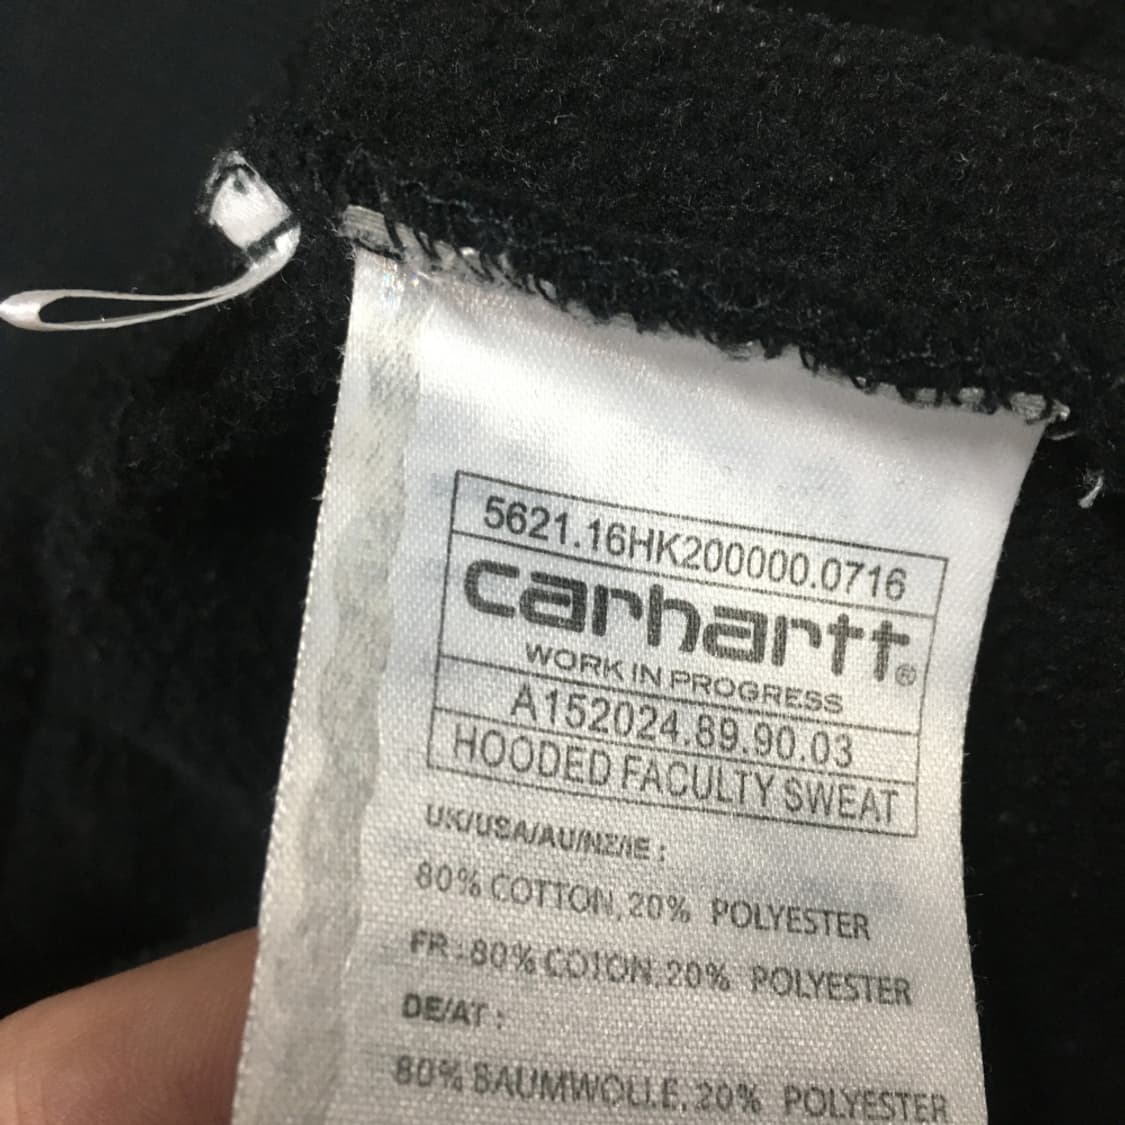 5621.16HK200000.0716
carhartt®
WORK IN PROGRESS
A152024.89.90.03
HOODED FACULTY SWEAT
UK/USA/AU/NZ/IE :
80% COTTON, 20% POLYESTER
FR : 80% COTON, 20% POLYESTER
DE/AT :
80% BAUMWOLLE, 20% POLYESTER